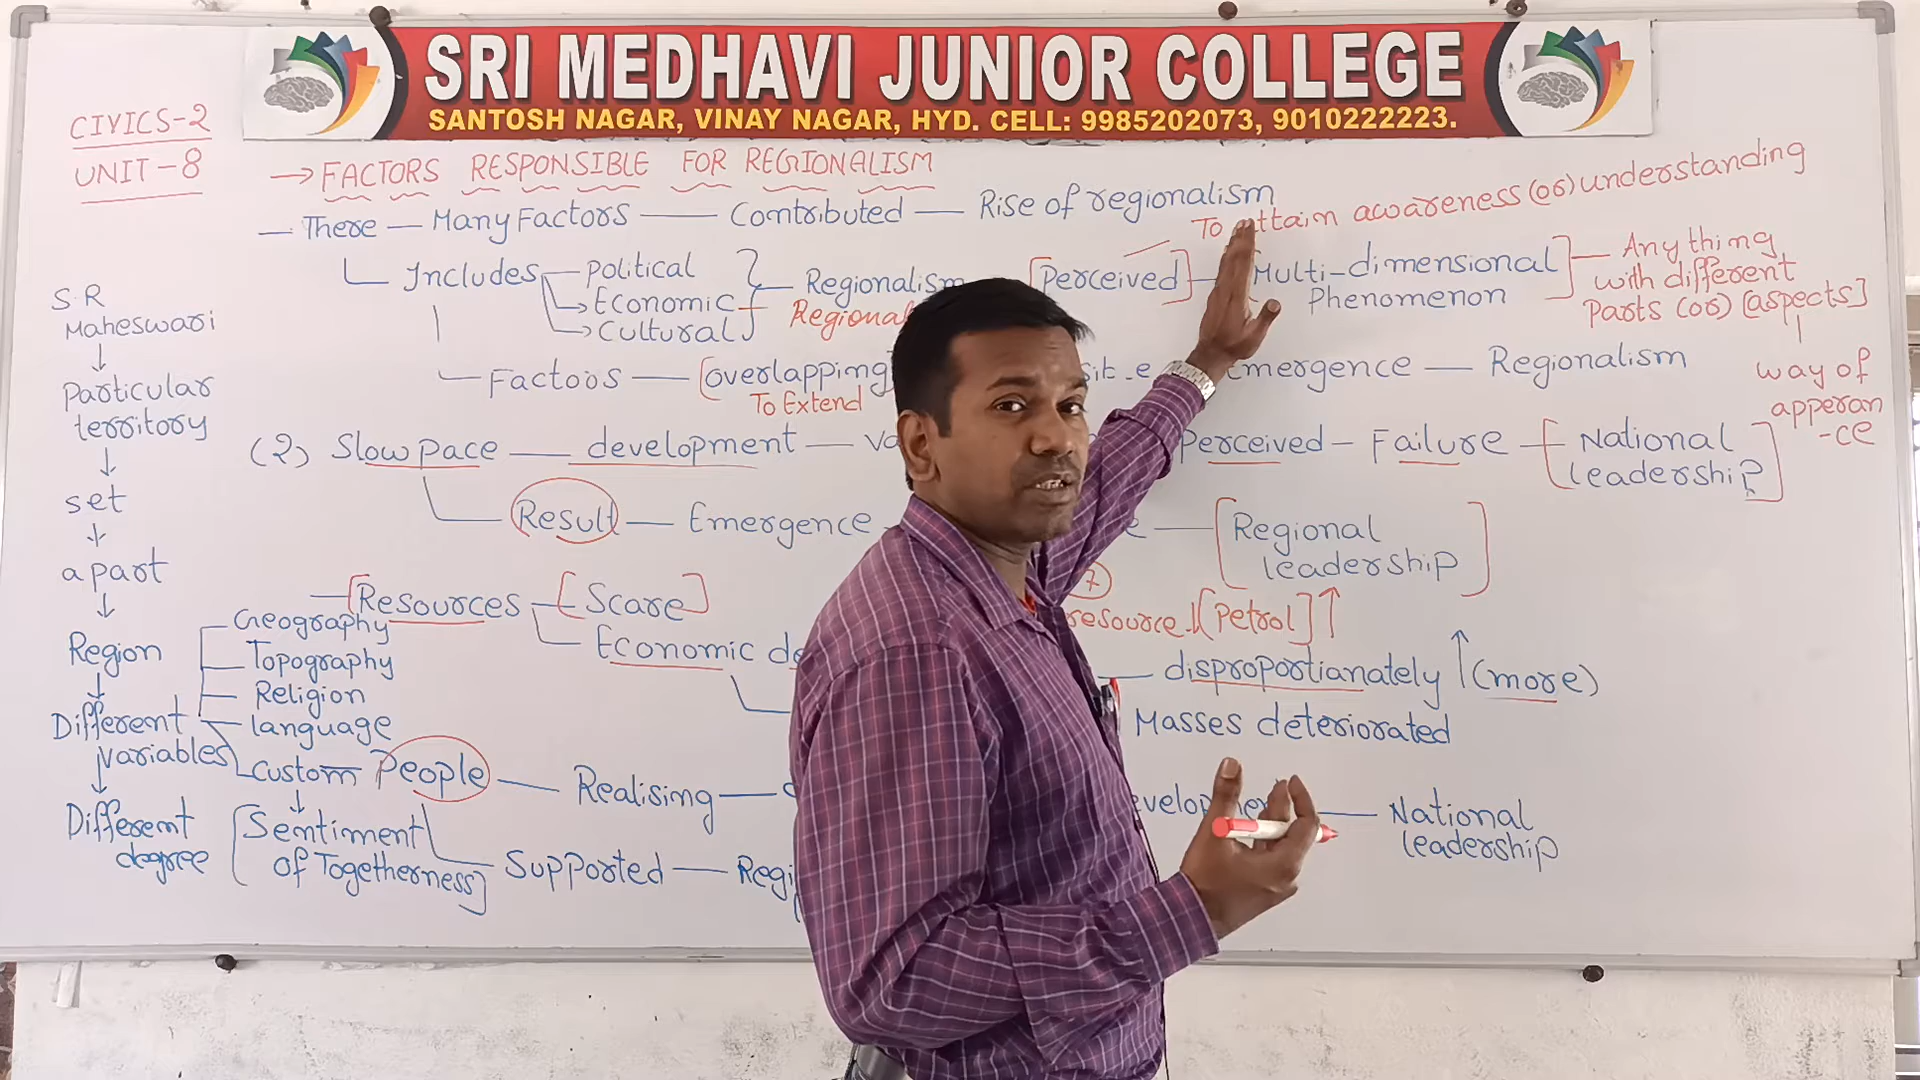 SRI MEDHAVI JUNIOR COLLEGE
SANTOSH NAGAR, VINAY NAGAR, HYD. CELL: 9985202073, 9010222223.
CIVICS-2
UNIT-8
→ FACTORS RESPONSIBLE FOR REGIONALISM
— There — Many Factors — Contributed — Rise of regionalism
To attain awareness (or) understanding
Includes — Political
→ Economic
→ Cultural
Regionalism
Regional
[Perceived] — [Multi-dimensional
Phenomenon]
— Any thing
with different
Parts (or) [aspects]
way of
apperan
-ce
Factors — [overlapping
To Extend
Emergence — Regionalism
(2) Slow pace — development — Perceived — Failure — [National
leadership]
Result — Emergence — [Regional
leadership]
[Resources — [Scare]
7
resource [Petrol] ↑
Economic
disproportianately ↑ (more)
Masses deteriorated
People — Realising —
— National
leadership
Supported —
S.R
Maheswari
↓
Particular
territory
↓
set
↓
apart
↓
Region
↓
Different
variables
↓
Different
degree
Geography
Topography
Religion
language
Custom
↓
[Sentiment
of Togetherness]